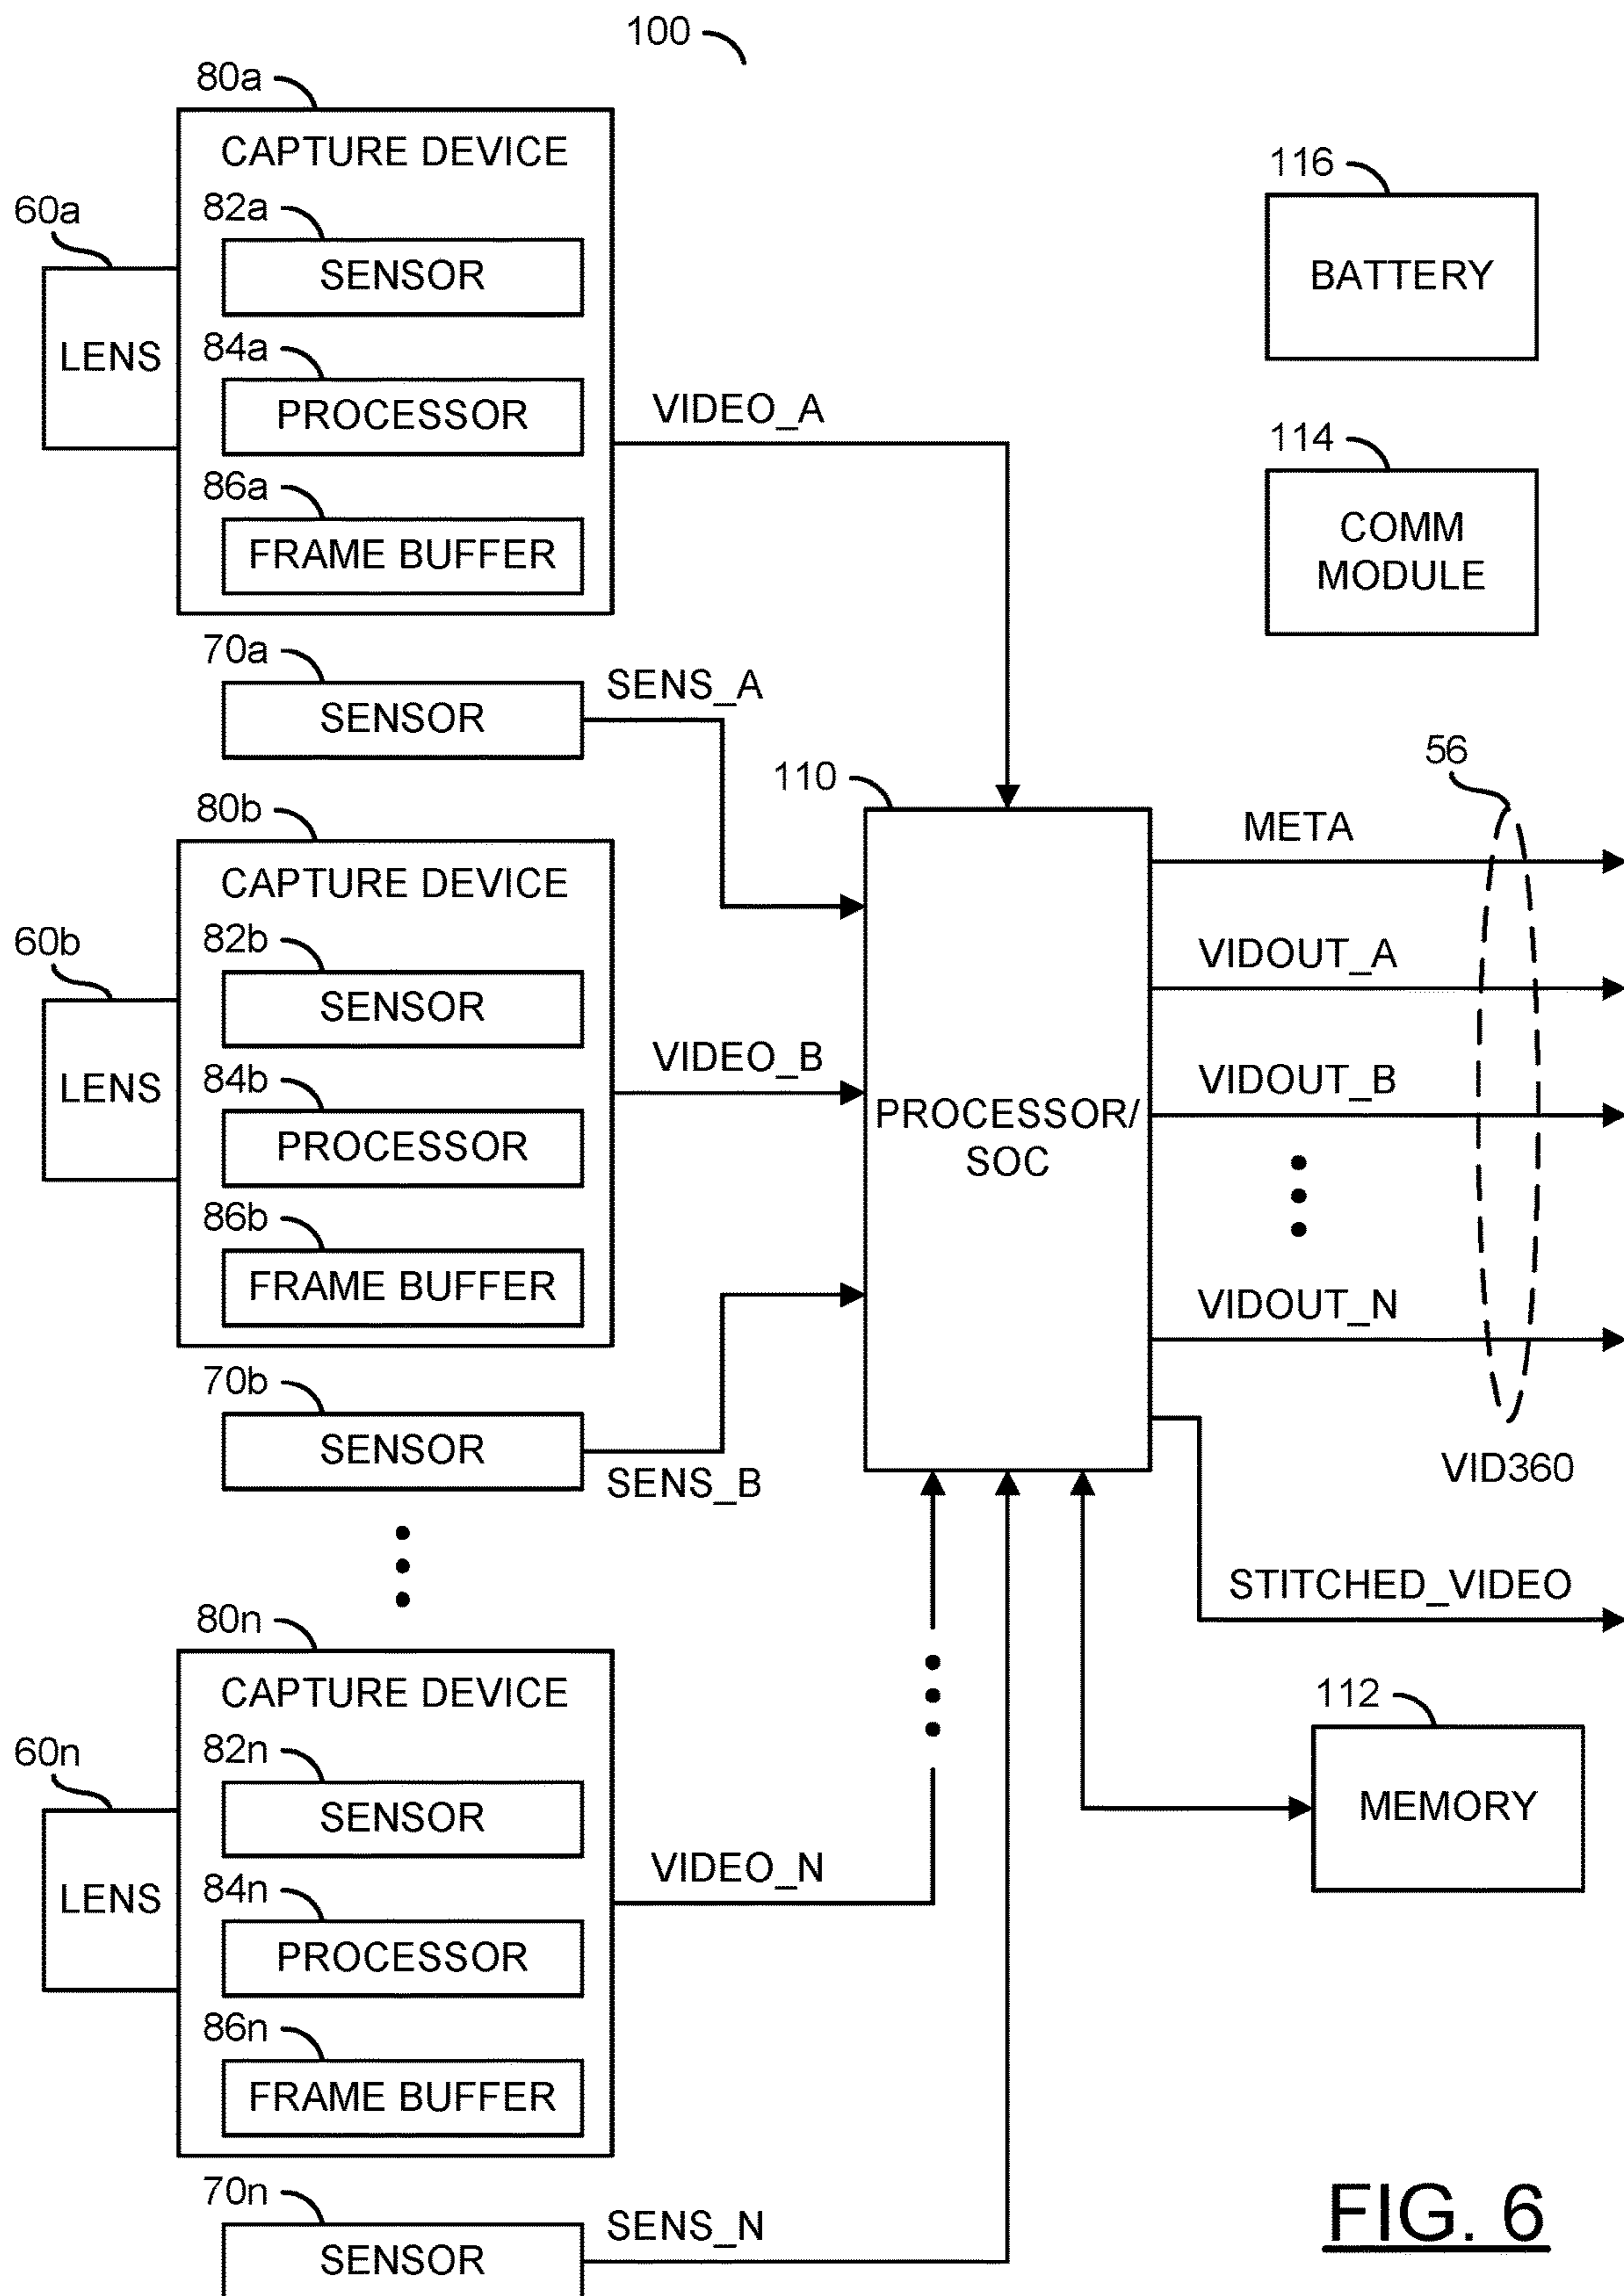 100
80a
CAPTURE DEVICE
116
60a
82a
SENSOR
BATTERY
LENS
84a
PROCESSOR
VIDEO_A
114
86a
FRAME BUFFER
COMM
MODULE
70a
SENSOR
SENS_A
56
110
80b
META
CAPTURE DEVICE
60b
82b
SENSOR
VIDOUT_A
LENS
84b
PROCESSOR
VIDEO_B
PROCESSOR/
SOC
VIDOUT_B
86b
FRAME BUFFER
VIDOUT_N
70b
SENSOR
SENS_B
VID360
STITCHED_VIDEO
80n
CAPTURE DEVICE
112
60n
82n
SENSOR
MEMORY
LENS
84n
PROCESSOR
VIDEO_N
86n
FRAME BUFFER
70n
SENSOR
SENS_N
FIG. 6